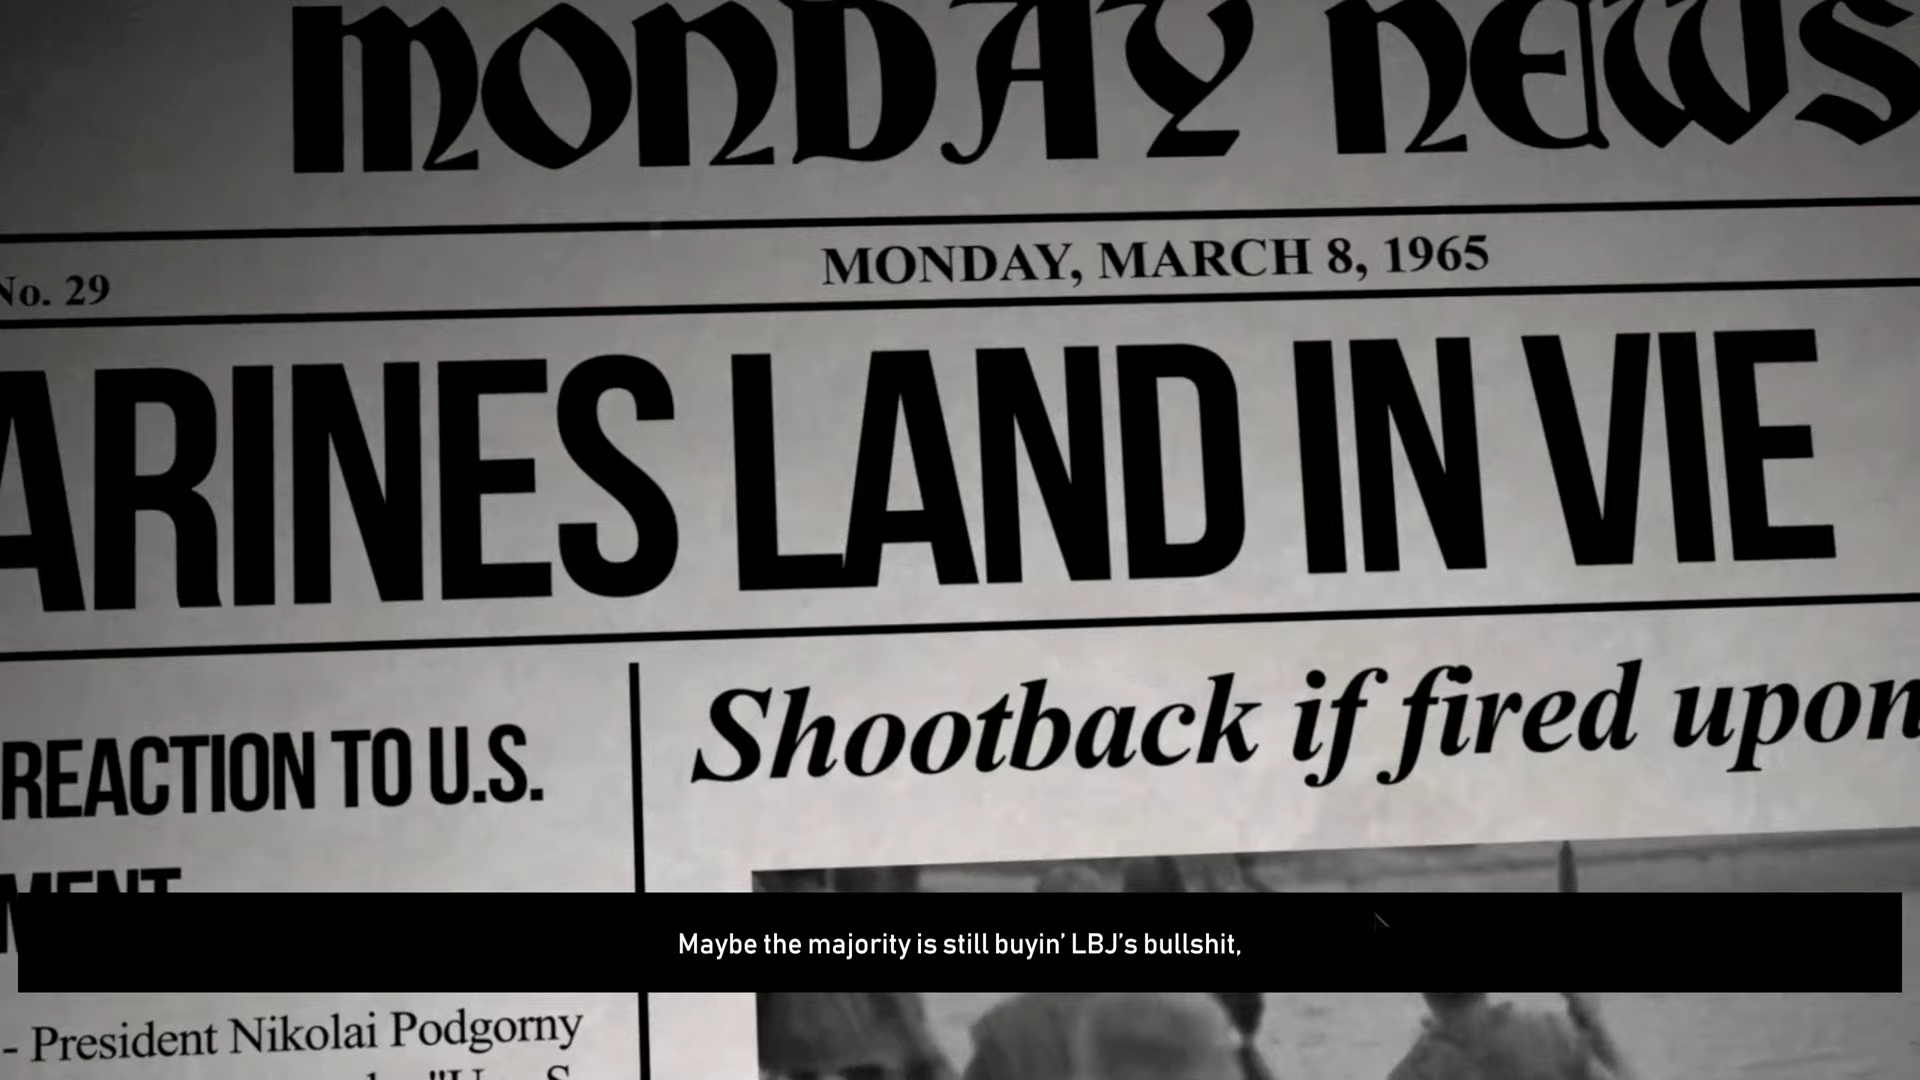 MONDAY NEWS
No. 29
MONDAY, MARCH 8, 1965
ARINES LAND IN VIE
REACTION TO U.S.
MENT
Shootback if fired upon
Maybe the majority is still buyin’ LBJ’s bullshit,
- President Nikolai Podgorny